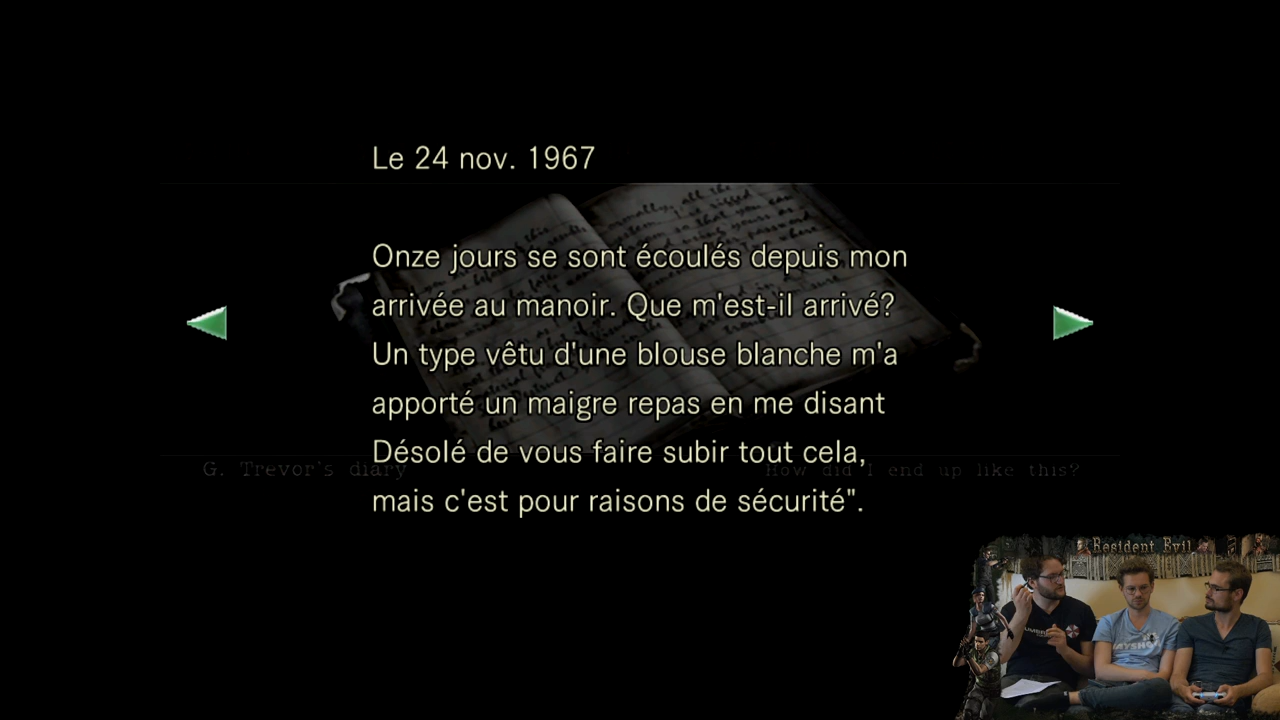 Le 24 nov. 1967
Onze jours se sont écoulés depuis mon
arrivée au manoir. Que m'est-il arrivé?
Un type vêtu d'une blouse blanche m'a
apporté un maigre repas en me disant
Désolé de vous faire subir tout cela,
G. Trevor's diary
How did I end up like this?
mais c'est pour raisons de sécurité".
Resident Evil